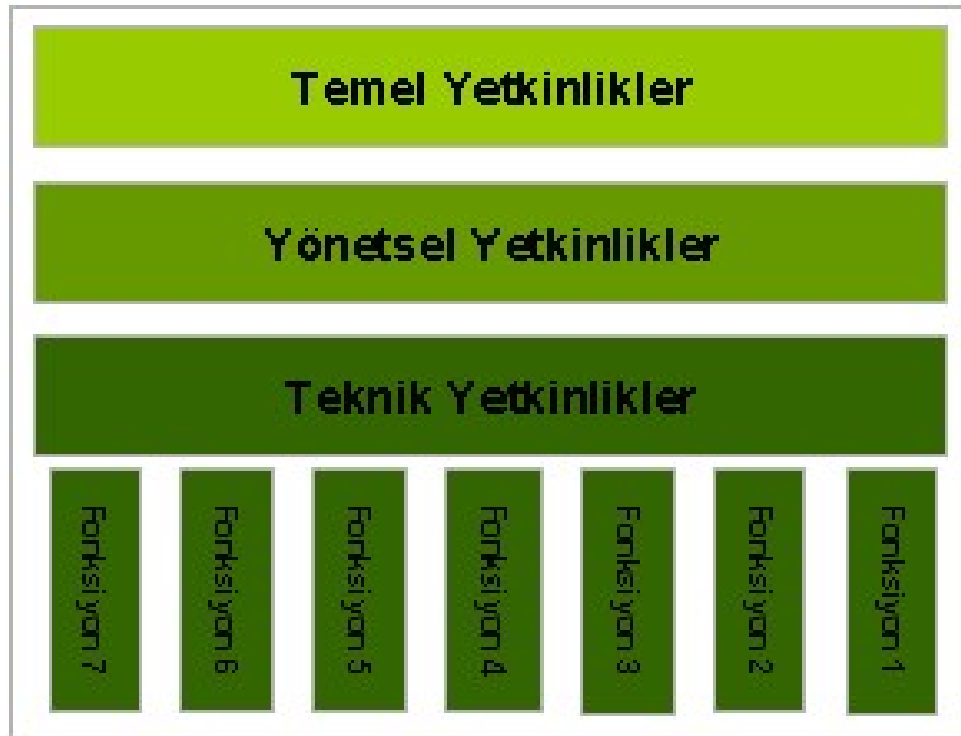 Temel Yetkinlikler
Yönetsel Yetkinlikler
Teknik Yetkinlikler
Fonksiyon 7
Fonksiyon 6
Fonksiyon 5
Fonksiyon 4
Fonksiyon 3
Fonksiyon 2
Fonksiyon 1